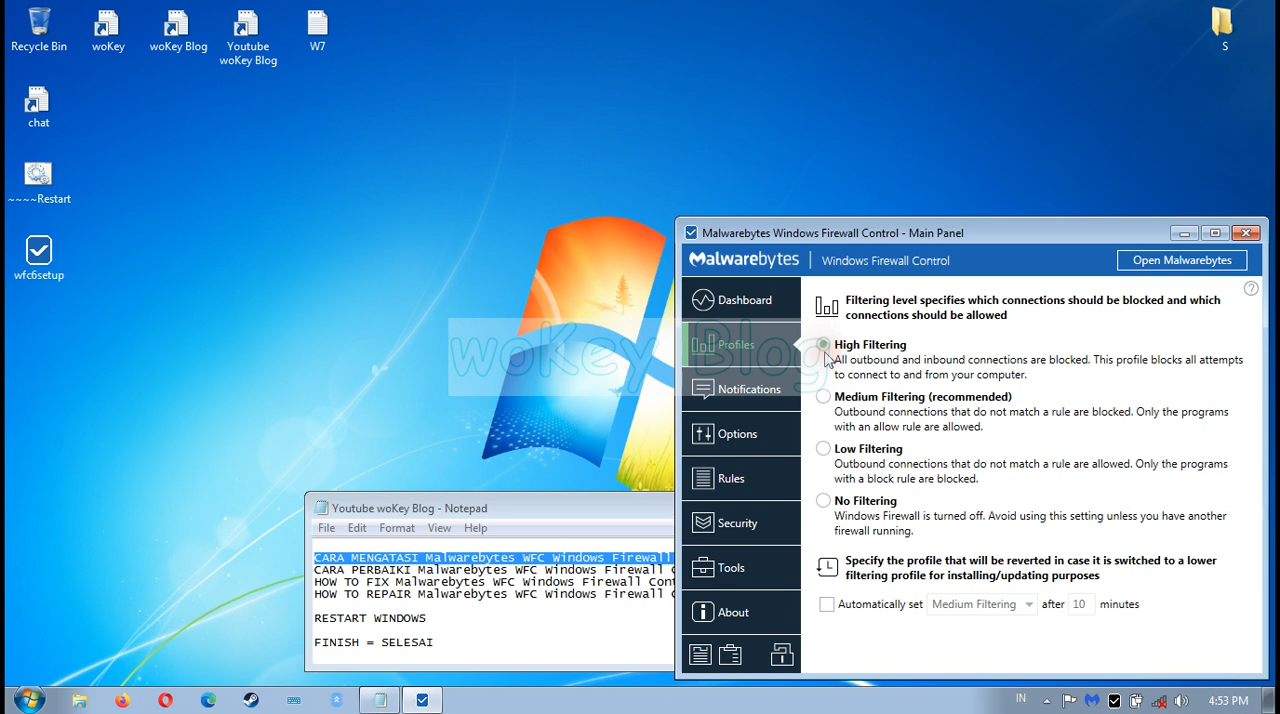 Recycle Bin
woKey
woKey Blog
Youtube
woKey Blog
W7
S
chat
~~~~Restart
wfc6setup
Malwarebytes Windows Firewall Control - Main Panel
Malwarebytes
Windows Firewall Control
Open Malwarebytes
Dashboard
Profiles
Notifications
Options
Rules
Security
Tools
About
Filtering level specifies which connections should be blocked and which
connections should be allowed
High Filtering
All outbound and inbound connections are blocked. This profile blocks all attempts
to connect to and from your computer.
Medium Filtering (recommended)
Outbound connections that do not match a rule are blocked. Only the programs
with an allow rule are allowed.
Low Filtering
Outbound connections that do not match a rule are allowed. Only the programs
with a block rule are blocked.
No Filtering
Windows Firewall is turned off. Avoid using this setting unless you have another
firewall running.
Specify the profile that will be reverted in case it is switched to a lower
filtering profile for installing/updating purposes
Automatically set Medium Filtering after 10 minutes
woKey Blog
Youtube woKey Blog - Notepad
File Edit Format View Help
CARA MENGATASI Malwarebytes WFC Windows Firewall
CARA PERBAIKI Malwarebytes WFC Windows Firewall C
HOW TO FIX Malwarebytes WFC Windows Firewall Cont
HOW TO REPAIR Malwarebytes WFC Windows Firewall C
RESTART WINDOWS
FINISH = SELESAI
IN
4:53 PM